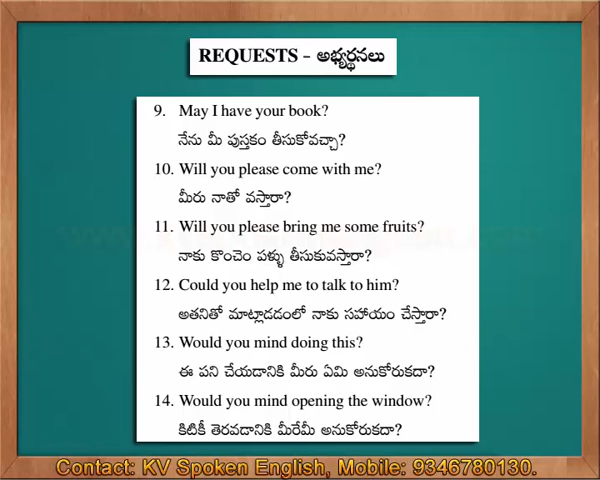 REQUESTS - అభ్యర్థనలు
9. May I have your book?
నేను మీ పుస్తకం తీసుకోవచ్చా?
10. Will you please come with me?
మీరు నాతో వస్తారా?
11. Will you please bring me some fruits?
నాకు కొంచెం పళ్ళు తీసుకువస్తారా?
12. Could you help me to talk to him?
అతనితో మాట్లాడడంలో నాకు సహాయం చేస్తారా?
13. Would you mind doing this?
ఈ పని చేయడానికి మీరు ఏమి అనుకోరుకదా?
14. Would you mind opening the window?
కిటికీ తెరవడానికి మీరేమీ అనుకోరుకదా?
Contact: KV Spoken English, Mobile: 9346780130.